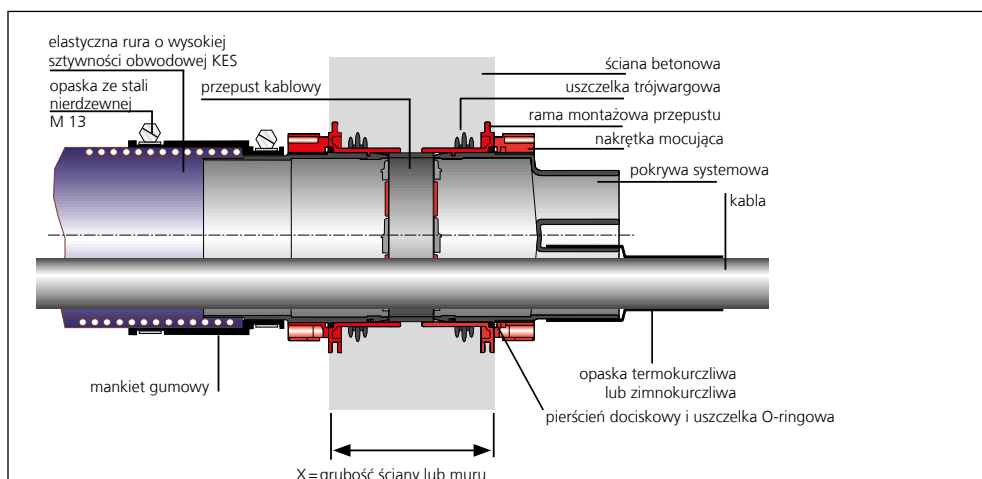 elastyczna rura o wysokiej
sztywności obwodowej KES
opaska ze stali
nierdzewnej
M 13
przepust kablowy
ściana betonowa
uszczelka trójwargowa
rama montażowa przepustu
nakrętka mocująca
pokrywa systemowa
kabla
mankiet gumowy
opaska termokurczliwa
lub zimnokurczliwa
pierścień dociskowy i uszczelka O-ringowa
X=grubość ściany lub muru